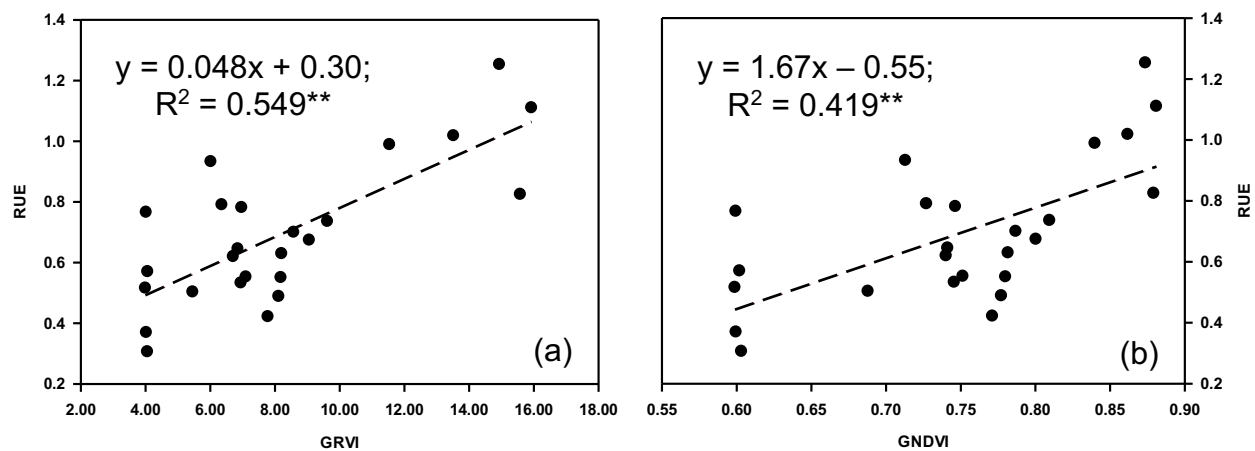 1.4
1.2
1.0
0.8
0.6
0.4
0.2
RUE
y = 0.048x + 0.30;
R² = 0.549**
(a)
2.00 4.00 6.00 8.00 10.00 12.00 14.00 16.00 18.00
GRVI
y = 1.67x – 0.55;
R² = 0.419**
(b)
1.4
1.2
1.0
0.8
0.6
0.4
0.2
RUE
0.55 0.60 0.65 0.70 0.75 0.80 0.85 0.90
GNDVI